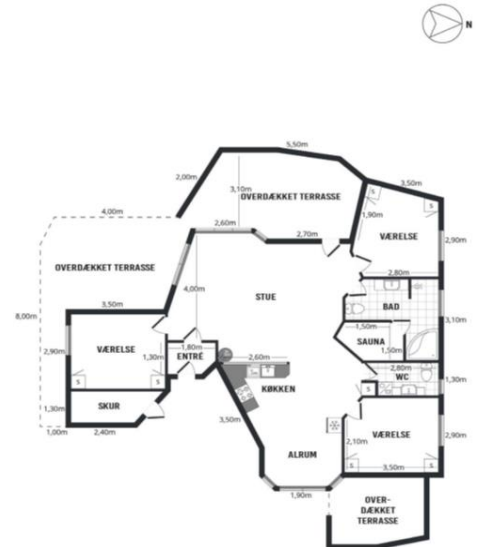 N
5,50m
2,00m
3,10m
OVERDÆKKET TERRASSE
3,50m
1,90m
S
S
4,00m
2,60m
2,70m
VÆRELSE
2,90m
OVERDÆKKET TERRASSE
2,80m
4,00m
STUE
3,50m
8,00m
BAD
3,10m
1,50m
SAUNA
1,50m
2,90m
VÆRELSE
1,30m
1,80m
ENTRÉ
2,60m
2,80m
WC
1,30m
S
S
KØKKEN
S
1,30m
SKUR
3,50m
1,00m
2,40m
2,10m
VÆRELSE
2,90m
ALRUM
S
3,50m
S
1,90m
OVER-
DÆKKET
TERRASSE